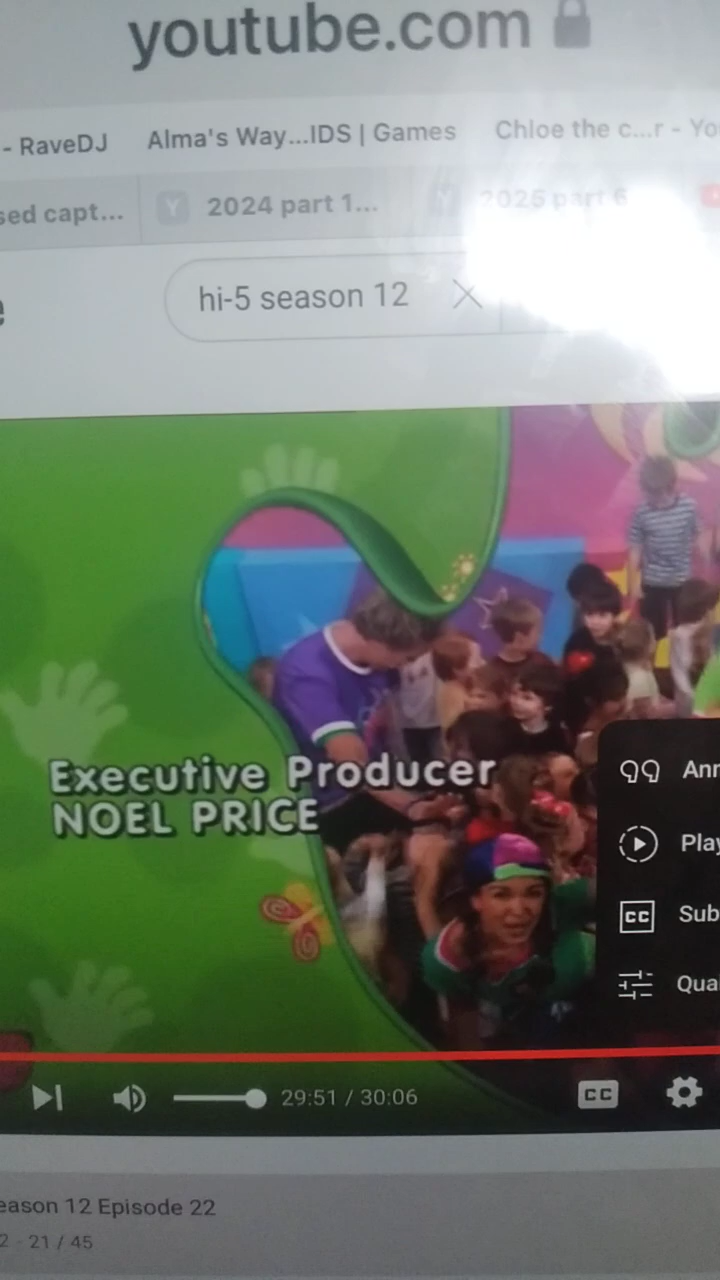 youtube.com
- RaveDJ Alma's Way...IDS | Games Chloe the c...r - Yo
sed capt... Y 2024 part 1... Y 2025 part 6
e hi-5 season 12
Executive Producer
NOEL PRICE
Ann
Play
CC Sub
Qua
29:51 / 30:06 CC
eason 12 Episode 22
2 - 21 / 45